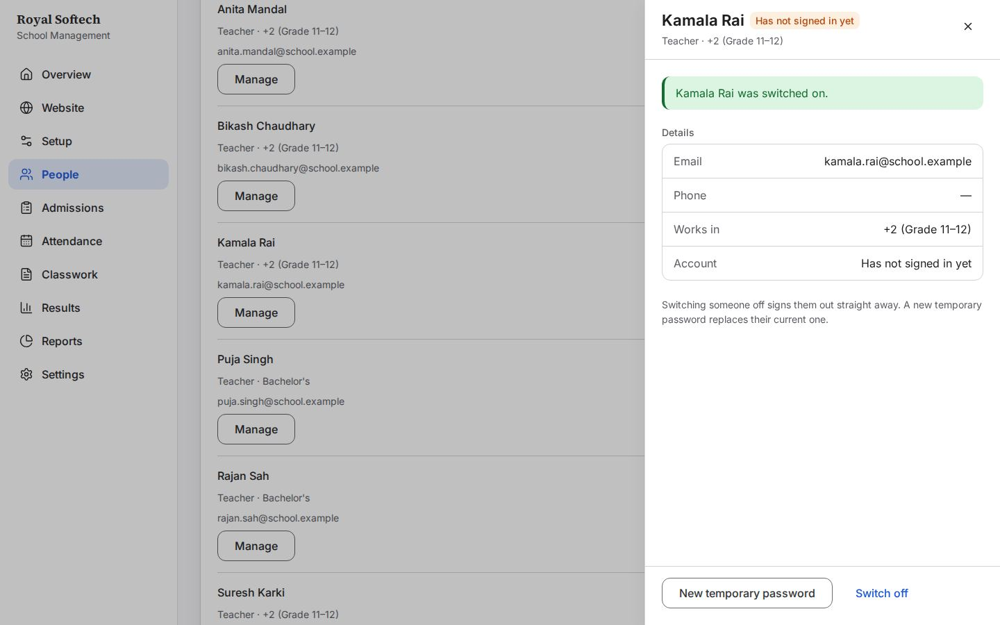 Royal Softech
School Management
Overview
Website
Setup
People
Admissions
Attendance
Classwork
Results
Reports
Settings
Anita Mandal
Teacher · +2 (Grade 11–12)
anita.mandal@school.example
Manage
Bikash Chaudhary
Teacher · +2 (Grade 11–12)
bikash.chaudhary@school.example
Manage
Kamala Rai
Teacher · +2 (Grade 11–12)
kamala.rai@school.example
Manage
Puja Singh
Teacher · Bachelor's
puja.singh@school.example
Manage
Rajan Sah
Teacher · Bachelor's
rajan.sah@school.example
Manage
Suresh Karki
Teacher · +2 (Grade 11–12)
Kamala Rai Has not signed in yet
Teacher · +2 (Grade 11–12)
Kamala Rai was switched on.
Details
Email kamala.rai@school.example
Phone —
Works in +2 (Grade 11–12)
Account Has not signed in yet
Switching someone off signs them out straight away. A new temporary
password replaces their current one.
New temporary password Switch off